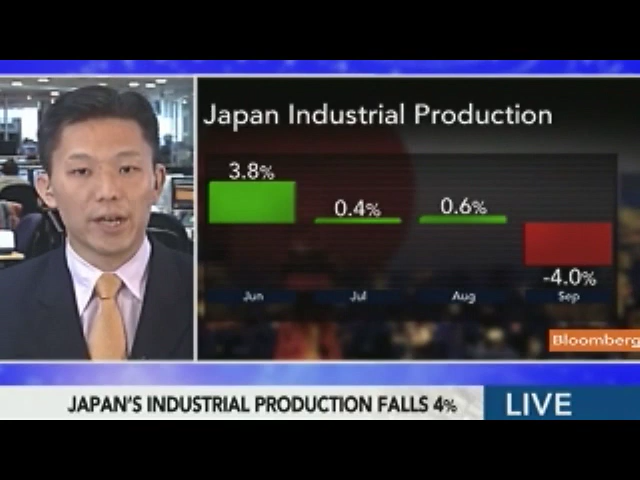 Japan Industrial Production
3.8%
0.4%
0.6%
-4.0%
Jun
Jul
Aug
Sep
Bloomberg
JAPAN'S INDUSTRIAL PRODUCTION FALLS 4%
LIVE